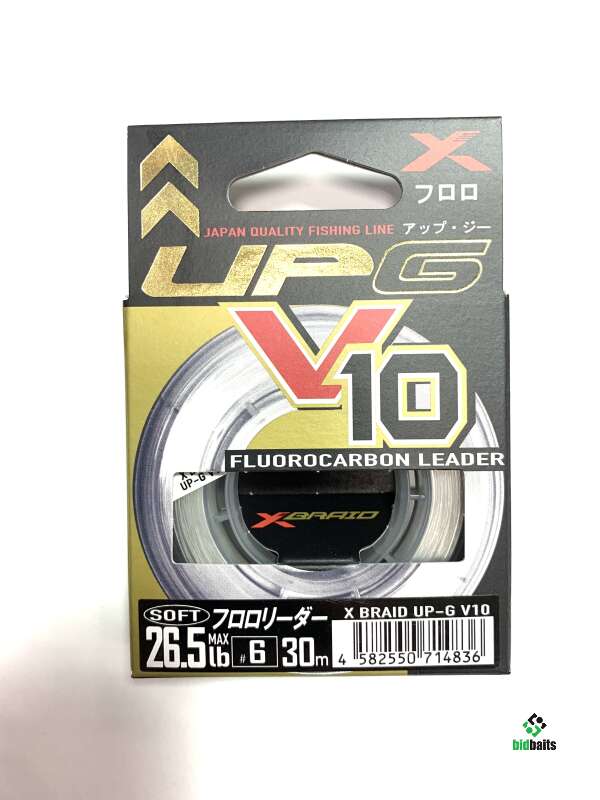 X
フロロ
JAPAN QUALITY FISHING LINE アップ・ジー
UPG
V10
FLUOROCARBON LEADER
UP-G V
X BRAID
SOFT フロロリーダー
X BRAID UP-G V10
26.5 MAX lb #6 30m
4 582550 714836
bidbaits